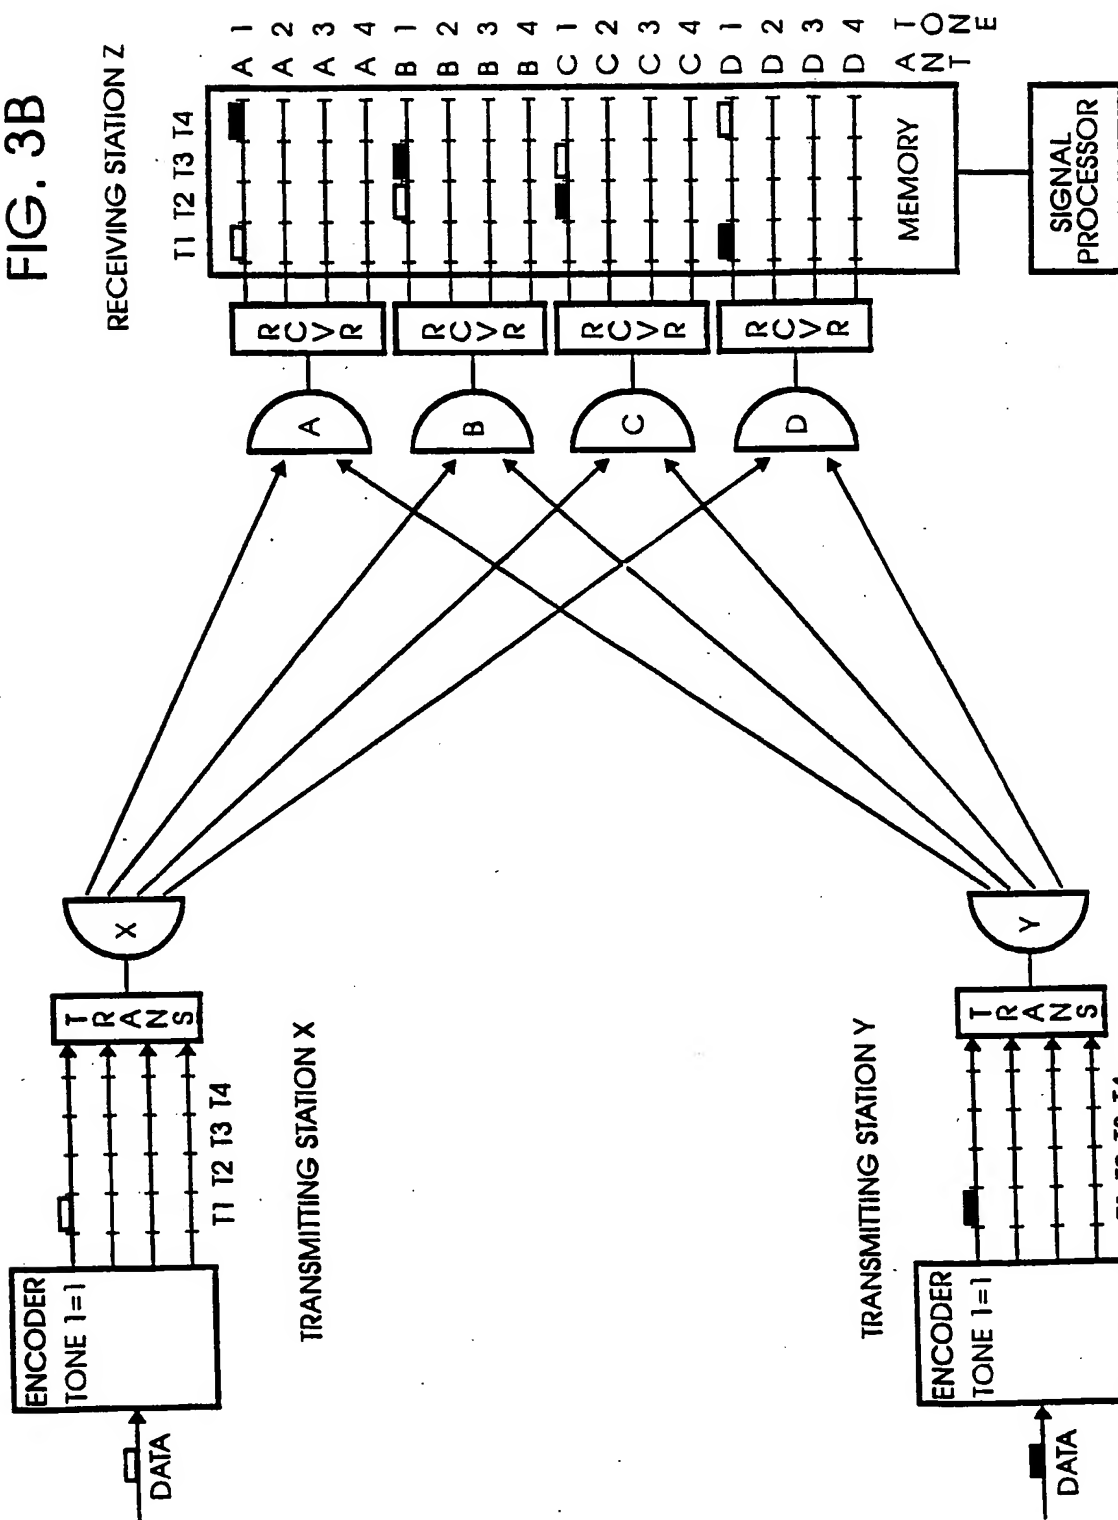 FIG. 3B
RECEIVING STATION Z
T1 T2 T3 T4
A 1
A 2
A 3
A 4
B 1
B 2
B 3
B 4
C 1
C 2
C 3
C 4
D 1
D 2
D 3
D 4
ANT
TONE
MEMORY
SIGNAL
PROCESSOR
RCVR
RCVR
RCVR
RCVR
A
B
C
D
X
TRANS
T1 T2 T3 T4
ENCODER
TONE 1=1
DATA
TRANSMITTING STATION X
Y
TRANS
ENCODER
TONE 1=1
DATA
TRANSMITTING STATION Y